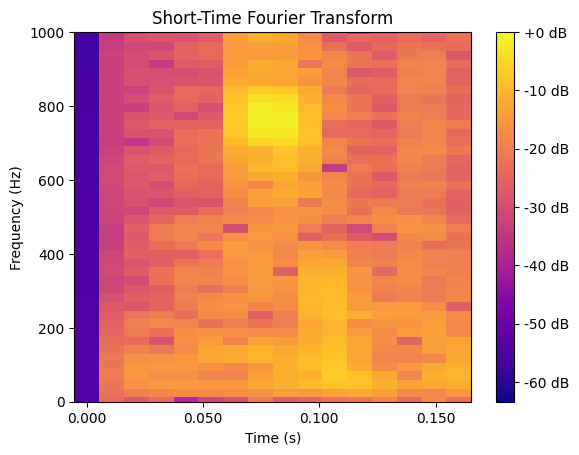 Short-Time Fourier Transform
1000
800
600
400
200
0
Frequency (Hz)
0.000
0.050
0.100
0.150
Time (s)
+0 dB
-10 dB
-20 dB
-30 dB
-40 dB
-50 dB
-60 dB